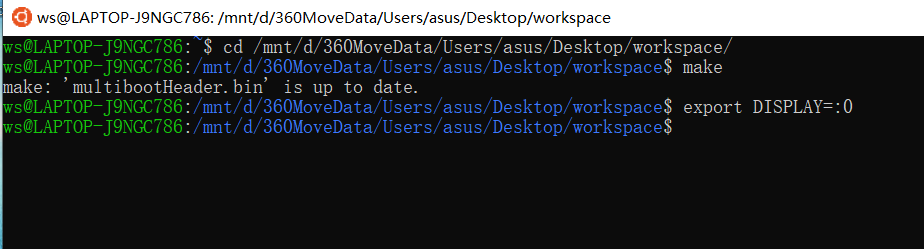 ws@LAPTOP-J9NGC786: /mnt/d/360MoveData/Users/asus/Desktop/workspace
ws@LAPTOP-J9NGC786:~$ cd /mnt/d/360MoveData/Users/asus/Desktop/workspace/
ws@LAPTOP-J9NGC786:/mnt/d/360MoveData/Users/asus/Desktop/workspace$ make
make: 'multibootHeader.bin' is up to date.
ws@LAPTOP-J9NGC786:/mnt/d/360MoveData/Users/asus/Desktop/workspace$ export DISPLAY=:0
ws@LAPTOP-J9NGC786:/mnt/d/360MoveData/Users/asus/Desktop/workspace$